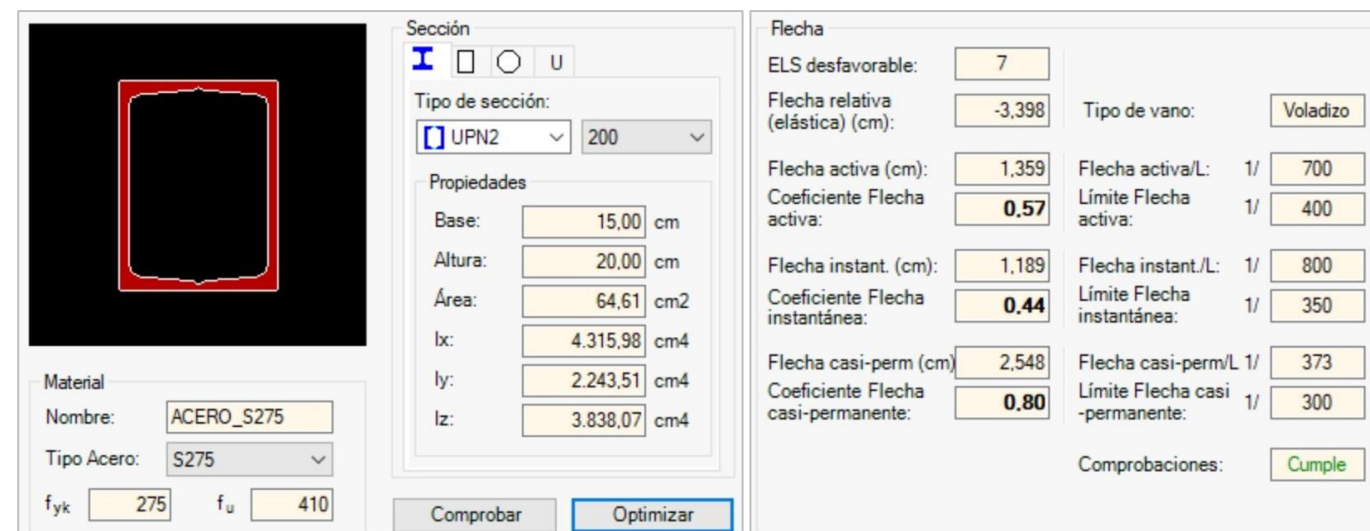 Sección
U
Tipo de sección:
UPN2 200
Propiedades
Base: 15,00 cm
Altura: 20,00 cm
Área: 64,61 cm2
Ix: 4.315,98 cm4
Iy: 2.243,51 cm4
Iz: 3.838,07 cm4
Comprobar Optimizar
Material
Nombre: ACERO_S275
Tipo Acero: S275
fyk 275 fu 410
Flecha
ELS desfavorable: 7
Flecha relativa
(elástica) (cm): -3,398 Tipo de vano: Voladizo
Flecha activa (cm): 1,359 Flecha activa/L: 1/ 700
Coeficiente Flecha
activa: 0,57 Límite Flecha
activa: 1/ 400
Flecha instant. (cm): 1,189 Flecha instant./L: 1/ 800
Coeficiente Flecha
instantánea: 0,44 Límite Flecha
instantánea: 1/ 350
Flecha casi-perm (cm) 2,548 Flecha casi-perm/L 1/ 373
Coeficiente Flecha
casi-permanente: 0,80 Límite Flecha casi
-permanente: 1/ 300
Comprobaciones: Cumple